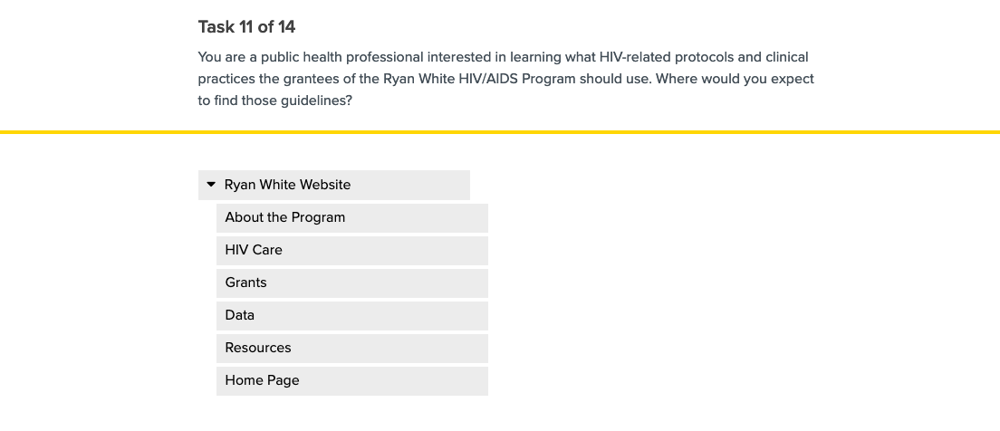 Task 11 of 14
You are a public health professional interested in learning what HIV-related protocols and clinical
practices the grantees of the Ryan White HIV/AIDS Program should use. Where would you expect
to find those guidelines?
Ryan White Website
About the Program
HIV Care
Grants
Data
Resources
Home Page